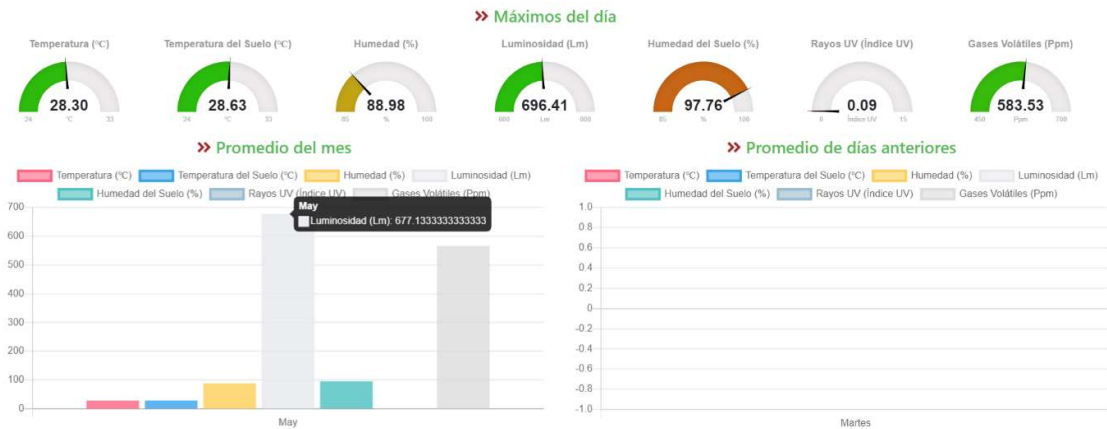 Máximos del día
Temperatura (°C)
28.30
24 °C 33
Temperatura del Suelo (°C)
28.63
24 °C 33
Humedad (%)
88.98
85 % 100
Luminosidad (Lm)
696.41
600 Lm 800
Humedad del Suelo (%)
97.76
85 % 100
Rayos UV (Índice UV)
0.09
0 Índice UV 15
Gases Volátiles (Ppm)
583.53
450 Ppm 700
Promedio del mes
Temperatura (°C) Temperatura del Suelo (°C) Humedad (%) Luminosidad (Lm)
Humedad del Suelo (%) Rayos UV (Índice UV) Gases Volátiles (Ppm)
May
Luminosidad (Lm): 677.1333333333333
700
600
500
400
300
200
100
0
May
Promedio de días anteriores
Temperatura (°C) Temperatura del Suelo (°C) Humedad (%) Luminosidad (Lm)
Humedad del Suelo (%) Rayos UV (Índice UV) Gases Volátiles (Ppm)
1.0
0.8
0.6
0.4
0.2
0
-0.2
-0.4
-0.6
-0.8
-1.0
Martes